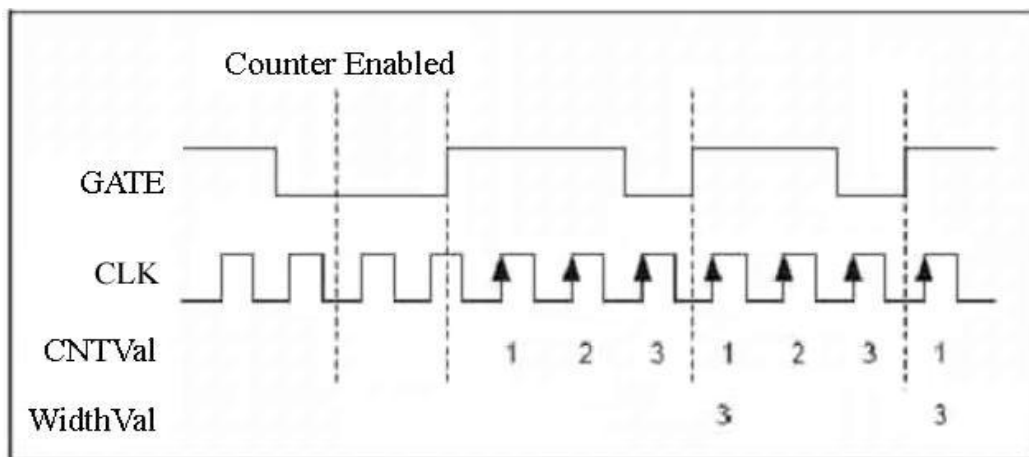 Counter Enabled
GATE
CLK
CNTVal 1 2 3 1 2 3 1
WidthVal 3 3